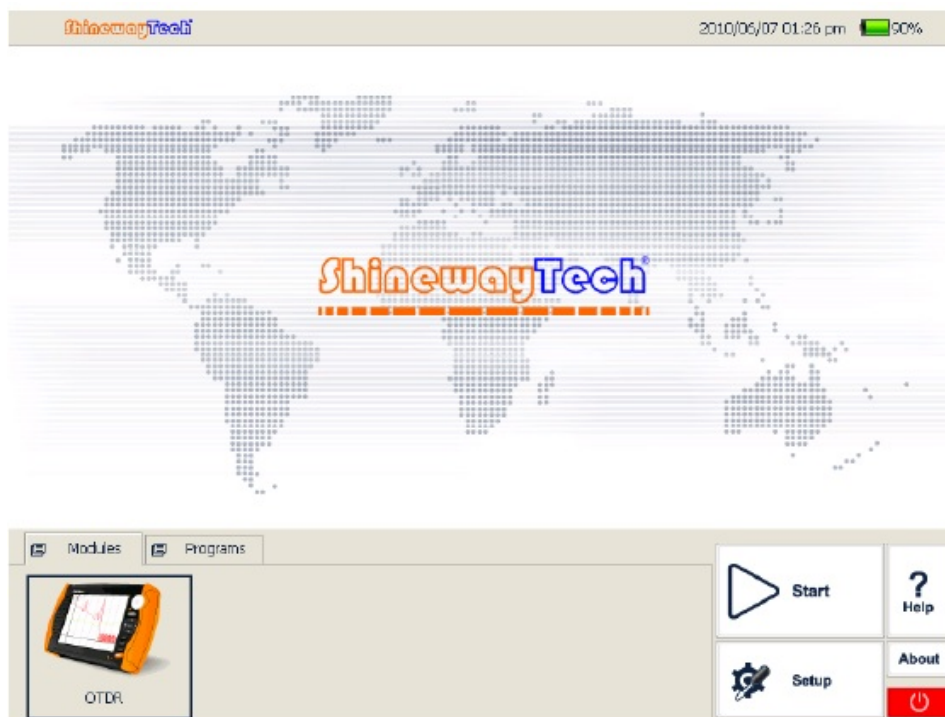 ShinewayTech
2010/06/07 01:26 pm 90%
ShinewayTech®
Modules Programs
Start
? Help
OTDR
Setup
About